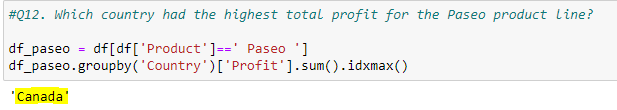 #Q12. Which country had the highest total profit for the Paseo product line?
df_paseo = df[df['Product']==' Paseo ']
df_paseo.groupby('Country')['Profit'].sum().idxmax()
'Canada'